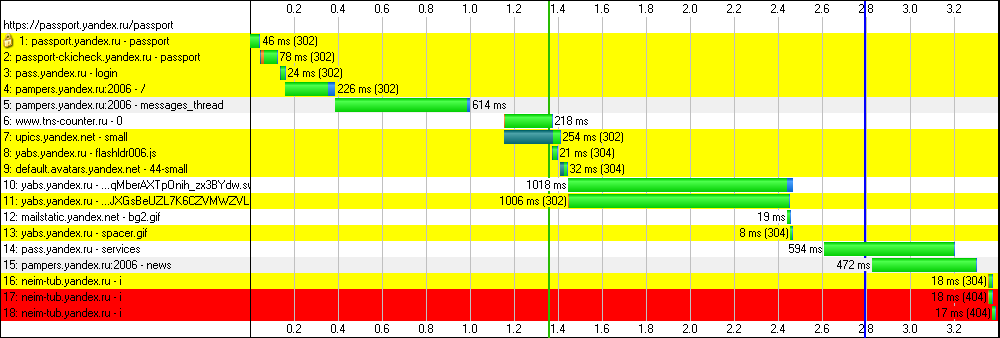 0.2 0.4 0.6 0.8 1.0 1.2 1.4 1.6 1.8 2.0 2.2 2.4 2.6 2.8 3.0 3.2
https://passport.yandex.ru/passport
1: passport.yandex.ru - passport 46 ms (302)
2: passport-ckicheck.yandex.ru - passport 78 ms (302)
3: pass.yandex.ru - login 24 ms (302)
4: pampers.yandex.ru:2006 - / 226 ms (302)
5: pampers.yandex.ru:2006 - messages_thread 614 ms
6: www.tns-counter.ru - 0 218 ms
7: upics.yandex.net - small 254 ms (302)
8: yabs.yandex.ru - flashldr006.js 21 ms (304)
9: default.avatars.yandex.net - 44-small 32 ms (304)
10: yabs.yandex.ru - ...qMberAXTpDnih_zx3BYdw.sw 1018 ms
11: yabs.yandex.ru - ...JXGsBeUZL7K6CZVMWZVL 1006 ms (302)
12: mailstatic.yandex.net - bg2.gif 19 ms
13: yabs.yandex.ru - spacer.gif 8 ms (304)
14: pass.yandex.ru - services 594 ms
15: pampers.yandex.ru:2006 - news 472 ms
16: neim-tub.yandex.ru - i 18 ms (304)
17: neim-tub.yandex.ru - i 18 ms (404)
18: neim-tub.yandex.ru - i 17 ms (404)
0.2 0.4 0.6 0.8 1.0 1.2 1.4 1.6 1.8 2.0 2.2 2.4 2.6 2.8 3.0 3.2